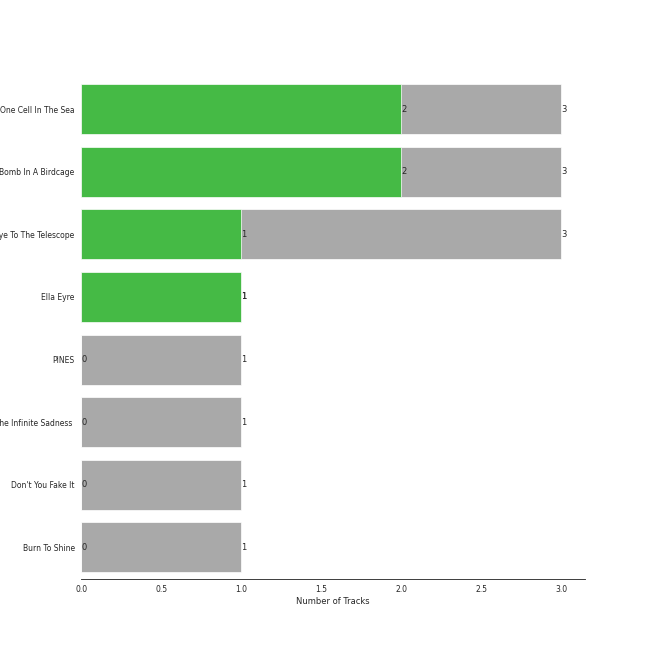 One Cell In The Sea 2 3
Bomb In A Birdcage 2 3
To The Telescope 1 3
Ella Eyre 1
PINES 0 1
Infinite Sadness 0 1
Don't You Fake It 0 1
Burn To Shine 0 1
0.0 0.5 1.0 1.5 2.0 2.5 3.0
Number of Tracks